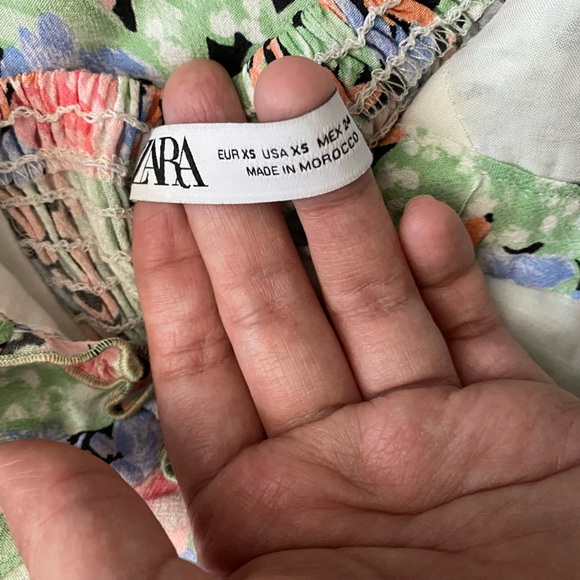 ZARA
EUR XS USA XS MEX 24
MADE IN MOROCCO